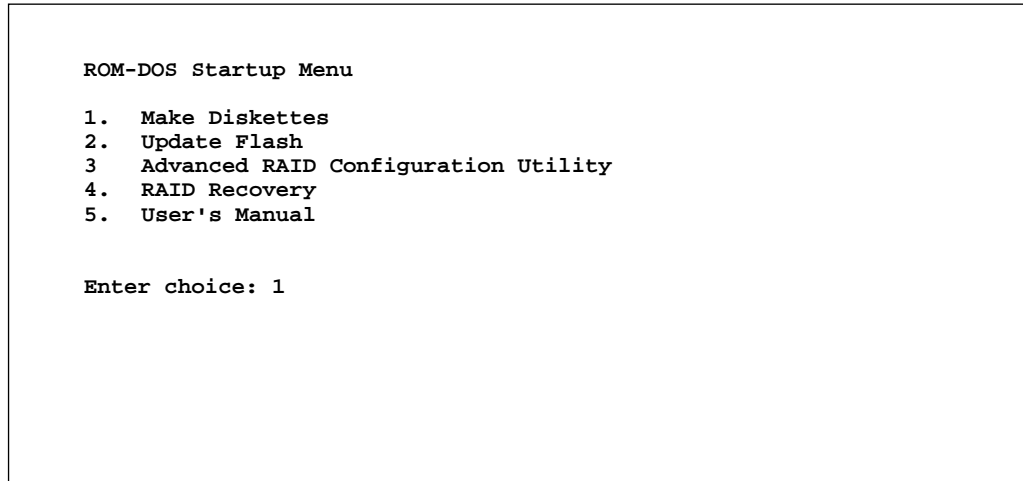 ROM-DOS Startup Menu
1. Make Diskettes
2. Update Flash
3 Advanced RAID Configuration Utility
4. RAID Recovery
5. User's Manual
Enter choice: 1